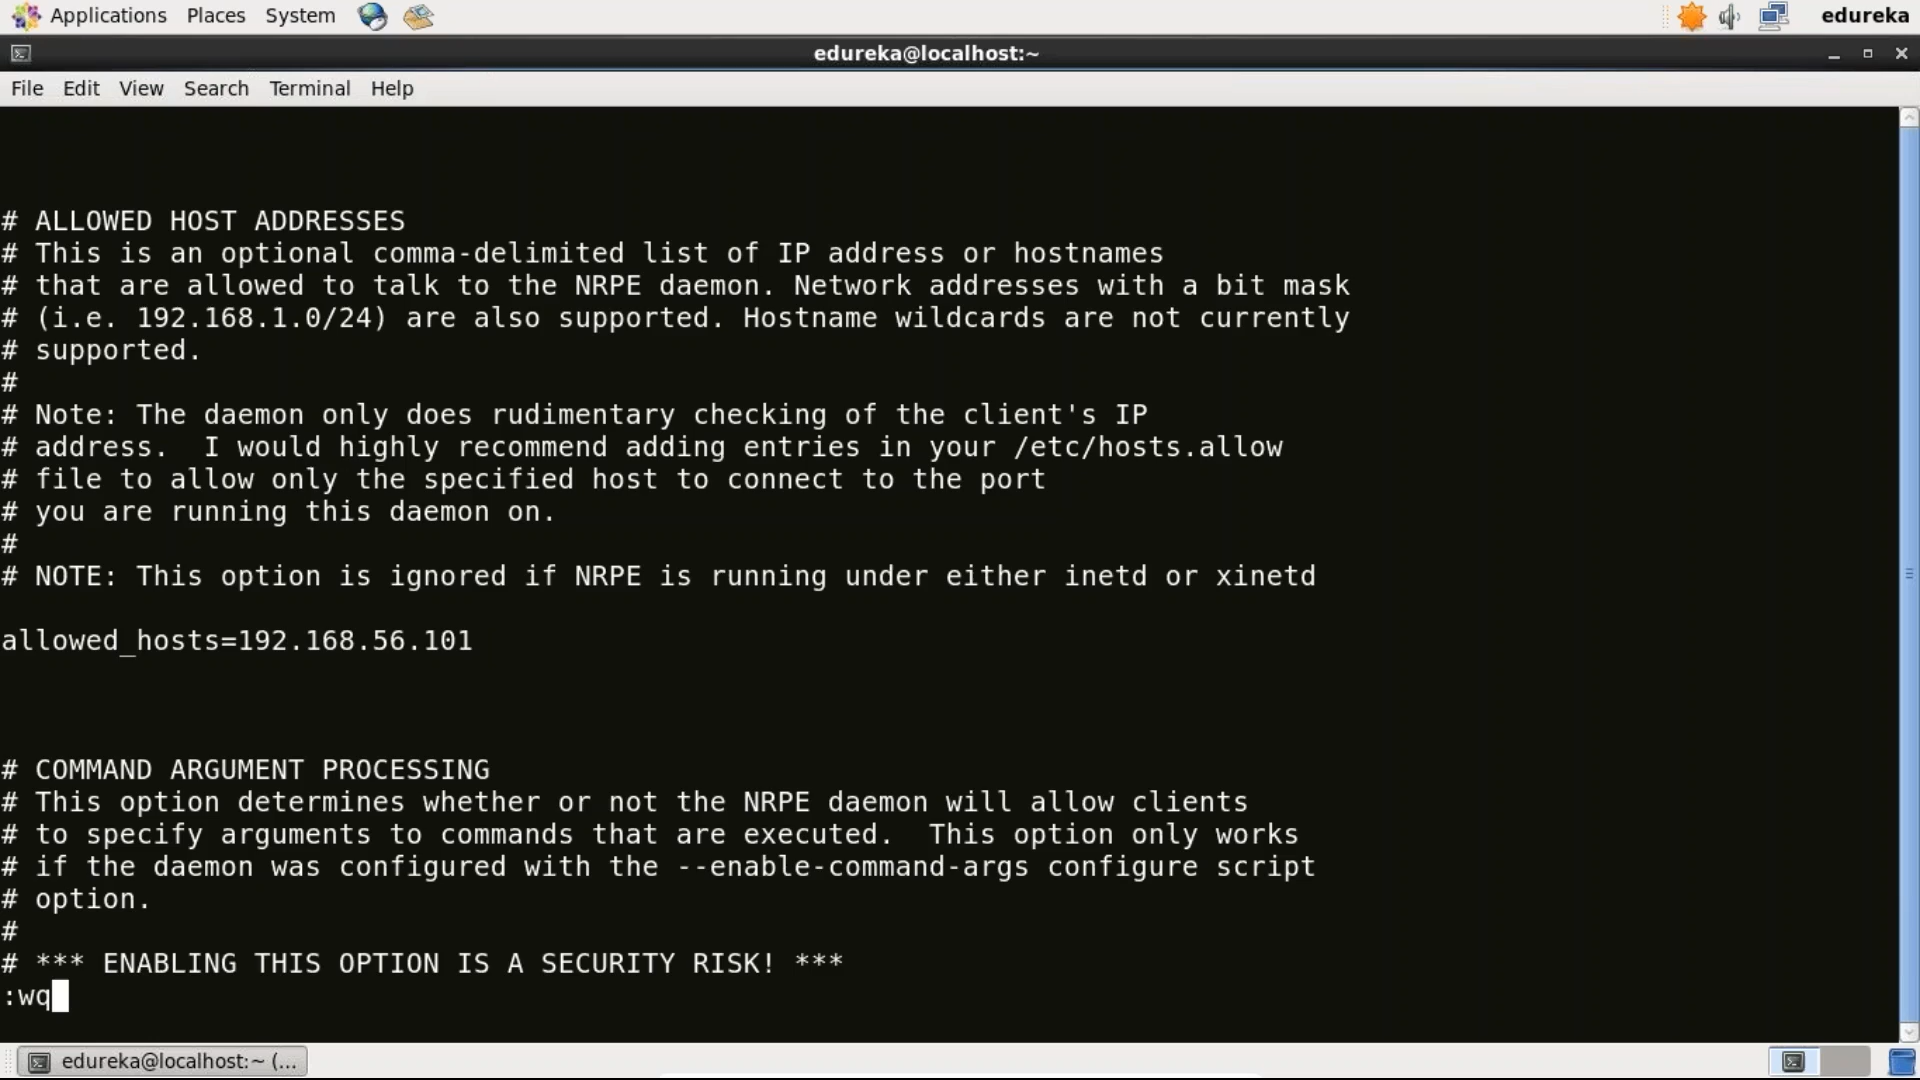 Applications Places System edureka
edureka@localhost:~
File Edit View Search Terminal Help
# ALLOWED HOST ADDRESSES
# This is an optional comma-delimited list of IP address or hostnames
# that are allowed to talk to the NRPE daemon. Network addresses with a bit mask
# (i.e. 192.168.1.0/24) are also supported. Hostname wildcards are not currently
# supported.
#
# Note: The daemon only does rudimentary checking of the client's IP
# address.  I would highly recommend adding entries in your /etc/hosts.allow
# file to allow only the specified host to connect to the port
# you are running this daemon on.
#
# NOTE: This option is ignored if NRPE is running under either inetd or xinetd
allowed_hosts=192.168.56.101
# COMMAND ARGUMENT PROCESSING
# This option determines whether or not the NRPE daemon will allow clients
# to specify arguments to commands that are executed.  This option only works
# if the daemon was configured with the --enable-command-args configure script
# option.
#
# *** ENABLING THIS OPTION IS A SECURITY RISK! ***
:wq
edureka@localhost:~ (...